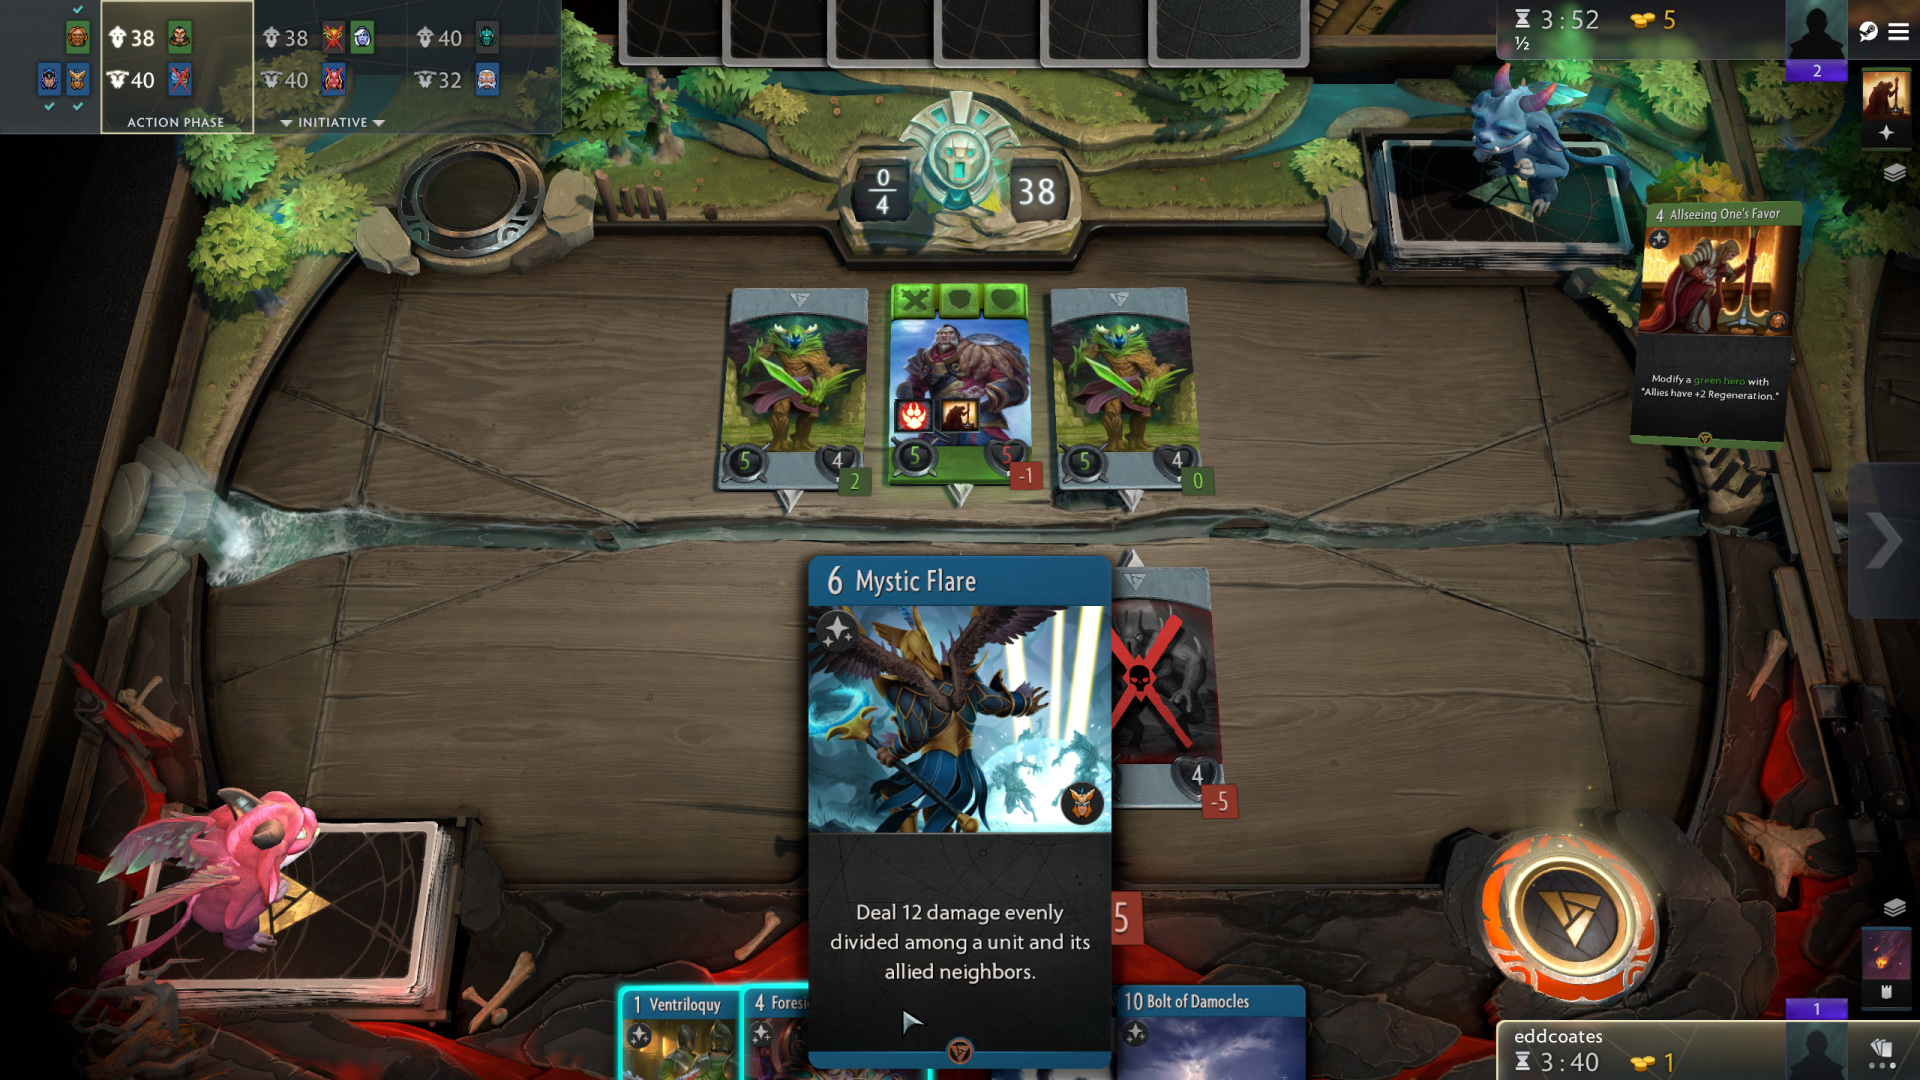 38
40
ACTION PHASE
38
40
INITIATIVE
40
32
3:52
5
½
2
0
4
38
4 Allseeing One's Favor
Modify a green hero with
"Allies have +2 Regeneration."
5
4
2
5
5
-1
5
4
0
6 Mystic Flare
Deal 12 damage evenly
divided among a unit and its
allied neighbors.
4
-5
5
1 Ventriloquy
4 Foresi
10 Bolt of Damocles
1
eddcoates
3:40
1